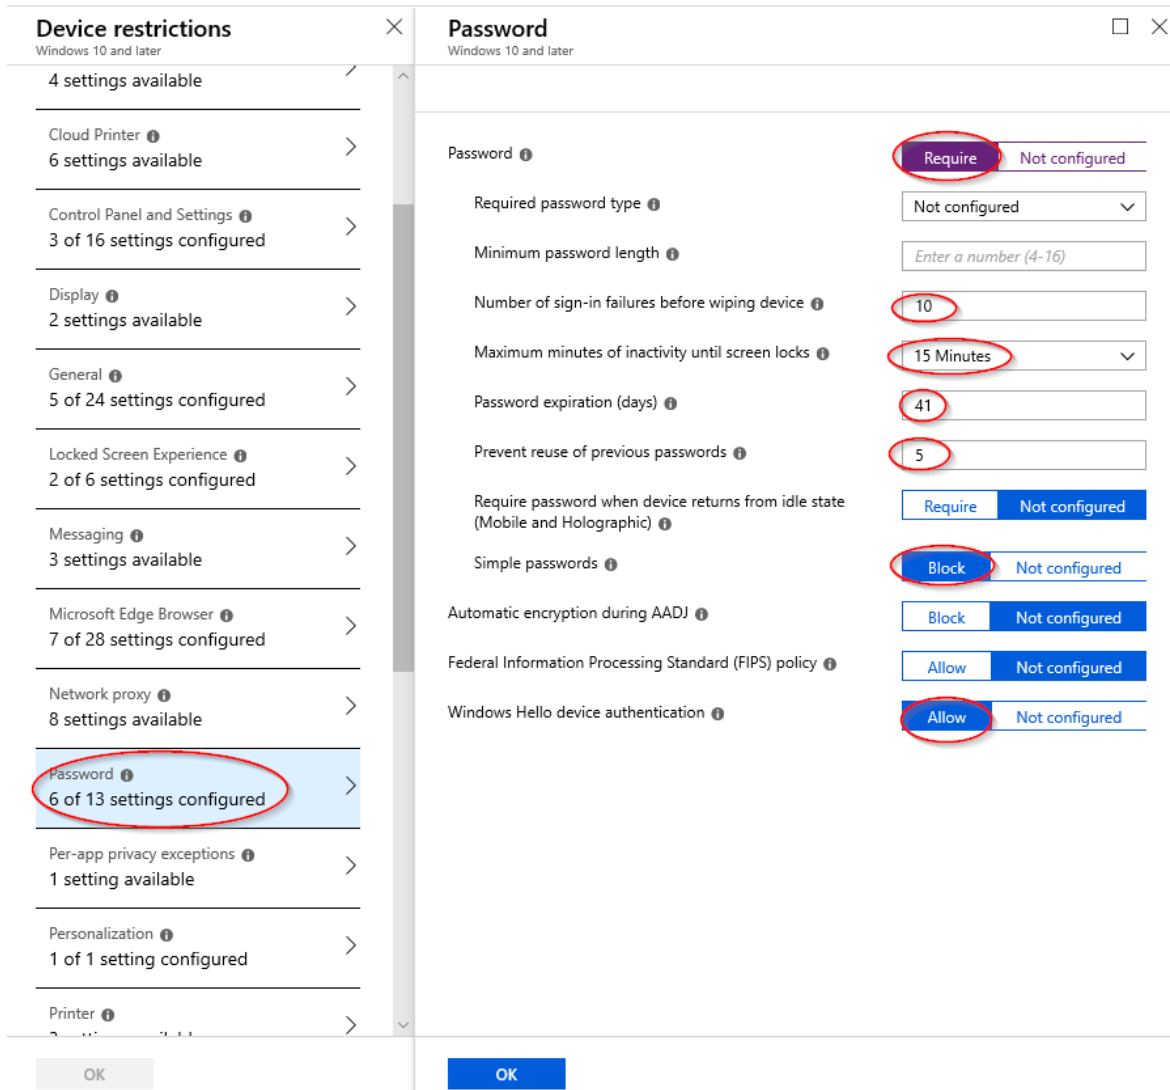 Device restrictions
Windows 10 and later
4 settings available
Cloud Printer
6 settings available
Control Panel and Settings
3 of 16 settings configured
Display
2 settings available
General
5 of 24 settings configured
Locked Screen Experience
2 of 6 settings configured
Messaging
3 settings available
Microsoft Edge Browser
7 of 28 settings configured
Network proxy
8 settings available
Password
6 of 13 settings configured
Per-app privacy exceptions
1 setting available
Personalization
1 of 1 setting configured
Printer
OK
Password
Windows 10 and later
Password Require Not configured
Required password type Not configured
Minimum password length Enter a number (4-16)
Number of sign-in failures before wiping device 10
Maximum minutes of inactivity until screen locks 15 Minutes
Password expiration (days) 41
Prevent reuse of previous passwords 5
Require password when device returns from idle state
(Mobile and Holographic) Require Not configured
Simple passwords Block Not configured
Automatic encryption during AADJ Block Not configured
Federal Information Processing Standard (FIPS) policy Allow Not configured
Windows Hello device authentication Allow Not configured
OK